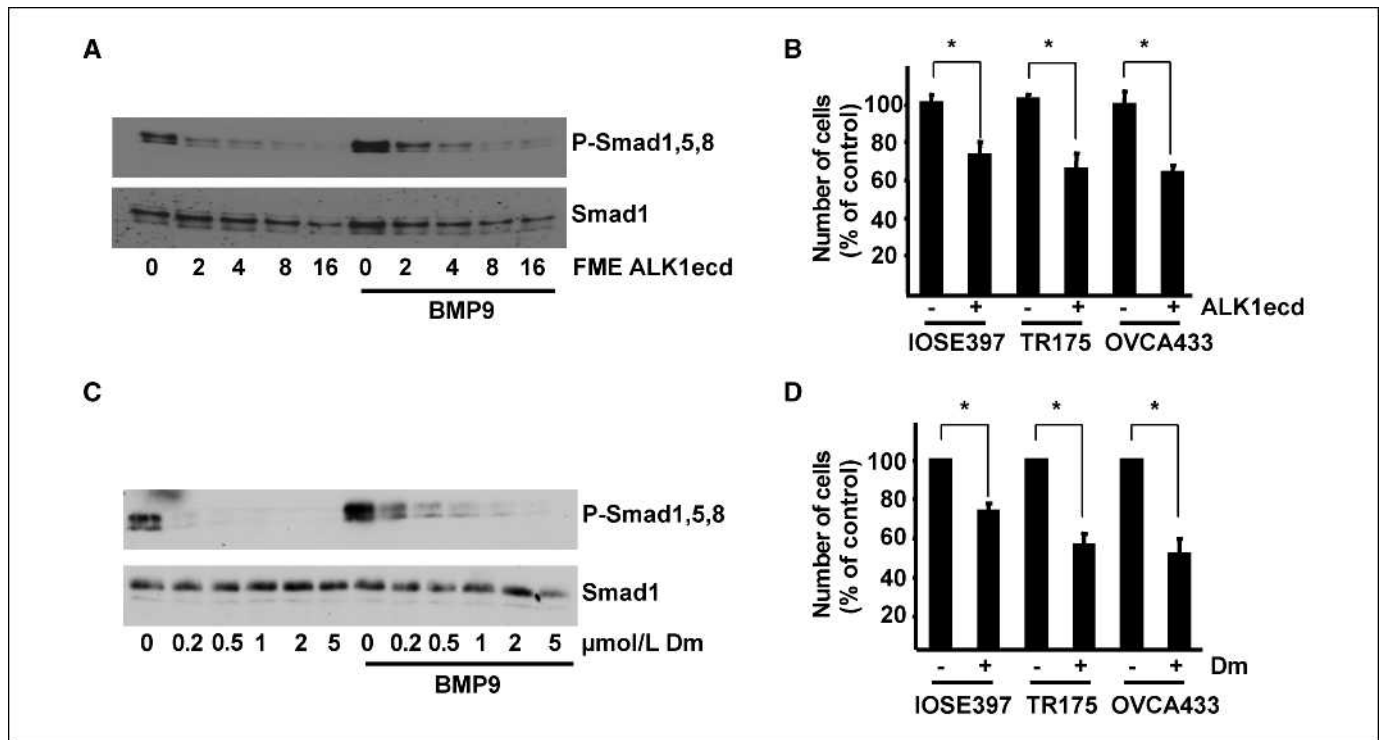 A
P-Smad1,5,8
Smad1
0 2 4 8 16 0 2 4 8 16 FME ALK1ecd
BMP9
B
Number of cells
(% of control)
* * *
100
80
60
40
20
- + - + - + ALK1ecd
IOSE397 TR175 OVCA433
C
P-Smad1,5,8
Smad1
0 0.2 0.5 1 2 5 0 0.2 0.5 1 2 5 µmol/L Dm
BMP9
D
Number of cells
(% of control)
* * *
100
80
60
40
20
- + - + - + Dm
IOSE397 TR175 OVCA433